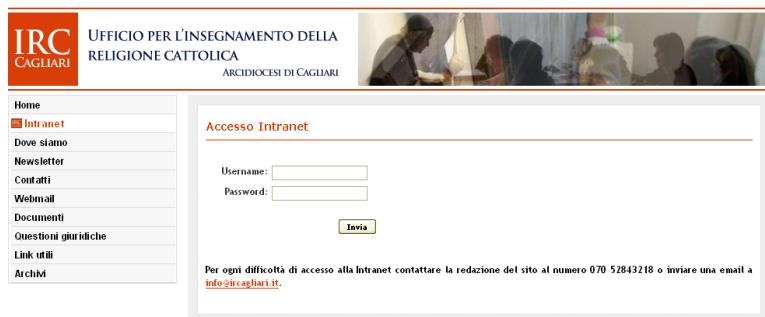 IRC
CAGLIARI
UFFICIO PER L'INSEGNAMENTO DELLA
RELIGIONE CATTOLICA
ARCIDIOCESI DI CAGLIARI
Home
Intranet
Dove siamo
Newsletter
Contatti
Webmail
Documenti
Questioni giuridiche
Link utili
Archivi
Accesso Intranet
Username:
Password:
Invia
Per ogni difficoltà di accesso alla Intranet contattare la redazione del sito al numero 070 52843218 o inviare una email a
info@ircagliari.it.